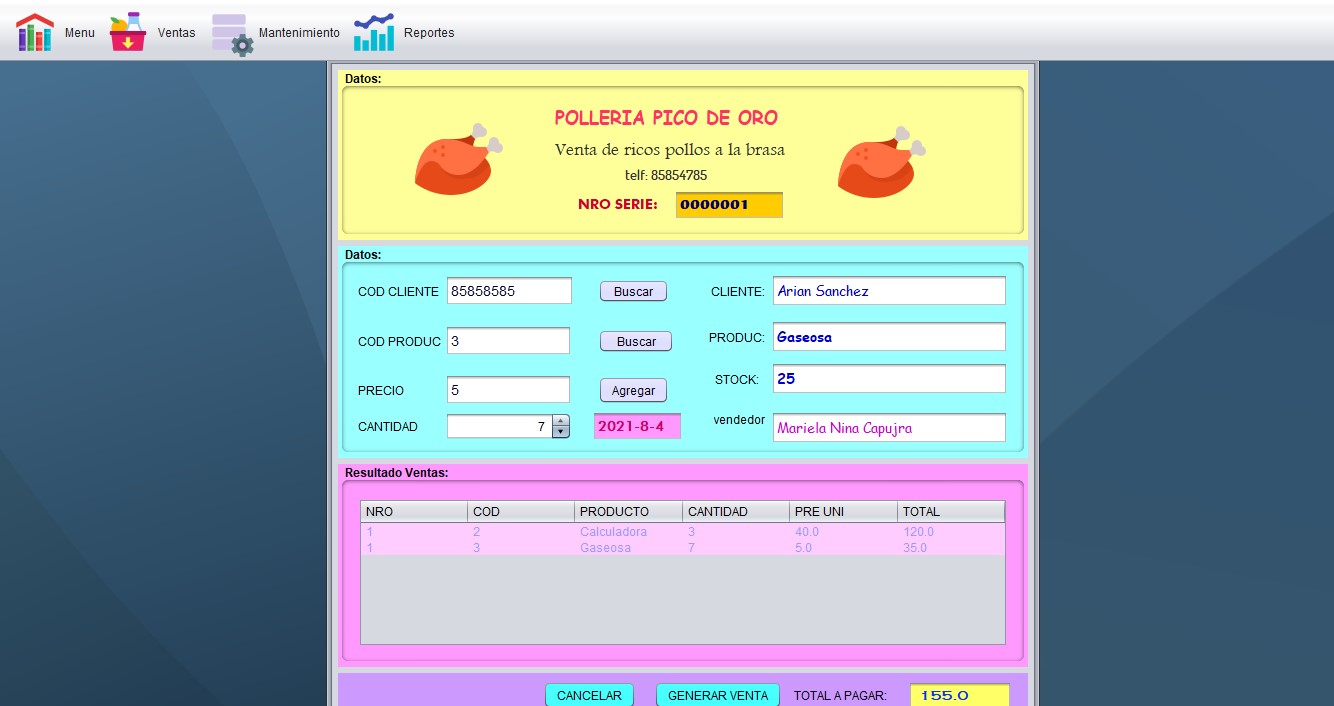 Menu Ventas Mantenimiento Reportes
Datos:
POLLERIA PICO DE ORO
Venta de ricos pollos a la brasa
telf: 85854785
NRO SERIE: 0000001
Datos:
COD CLIENTE 85858585 Buscar CLIENTE: Arian Sanchez
COD PRODUC 3 Buscar PRODUC: Gaseosa
PRECIO 5 Agregar STOCK: 25
CANTIDAD 7 2021-8-4 vendedor Mariela Nina Capujra
Resultado Ventas:
NRO COD PRODUCTO CANTIDAD PRE UNI TOTAL
1 2 Calculadora 3 40.0 120.0
1 3 Gaseosa 7 5.0 35.0
CANCELAR GENERAR VENTA TOTAL A PAGAR: 155.0